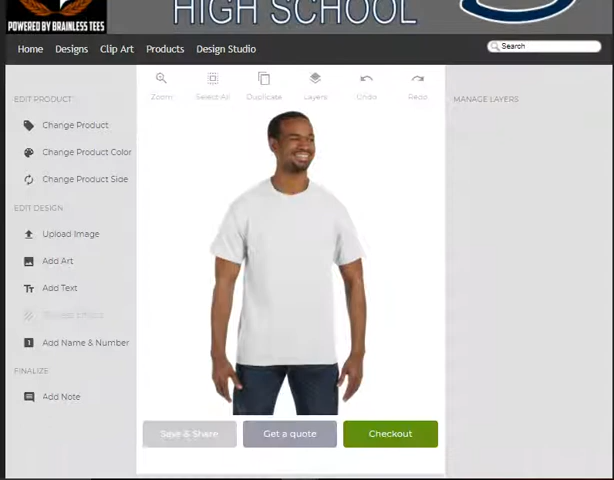 HIGH SCHOOL
POWERED BY BRAINLESS TEES
Home Designs Clip Art Products Design Studio
Search
Zoom Select All Duplicate Layers Undo Redo
EDIT PRODUCT
Change Product
Change Product Color
Change Product Side
EDIT DESIGN
Upload Image
Add Art
Add Text
Add Name & Number
FINALIZE
Add Note
MANAGE LAYERS
Save & Share Get a quote Checkout